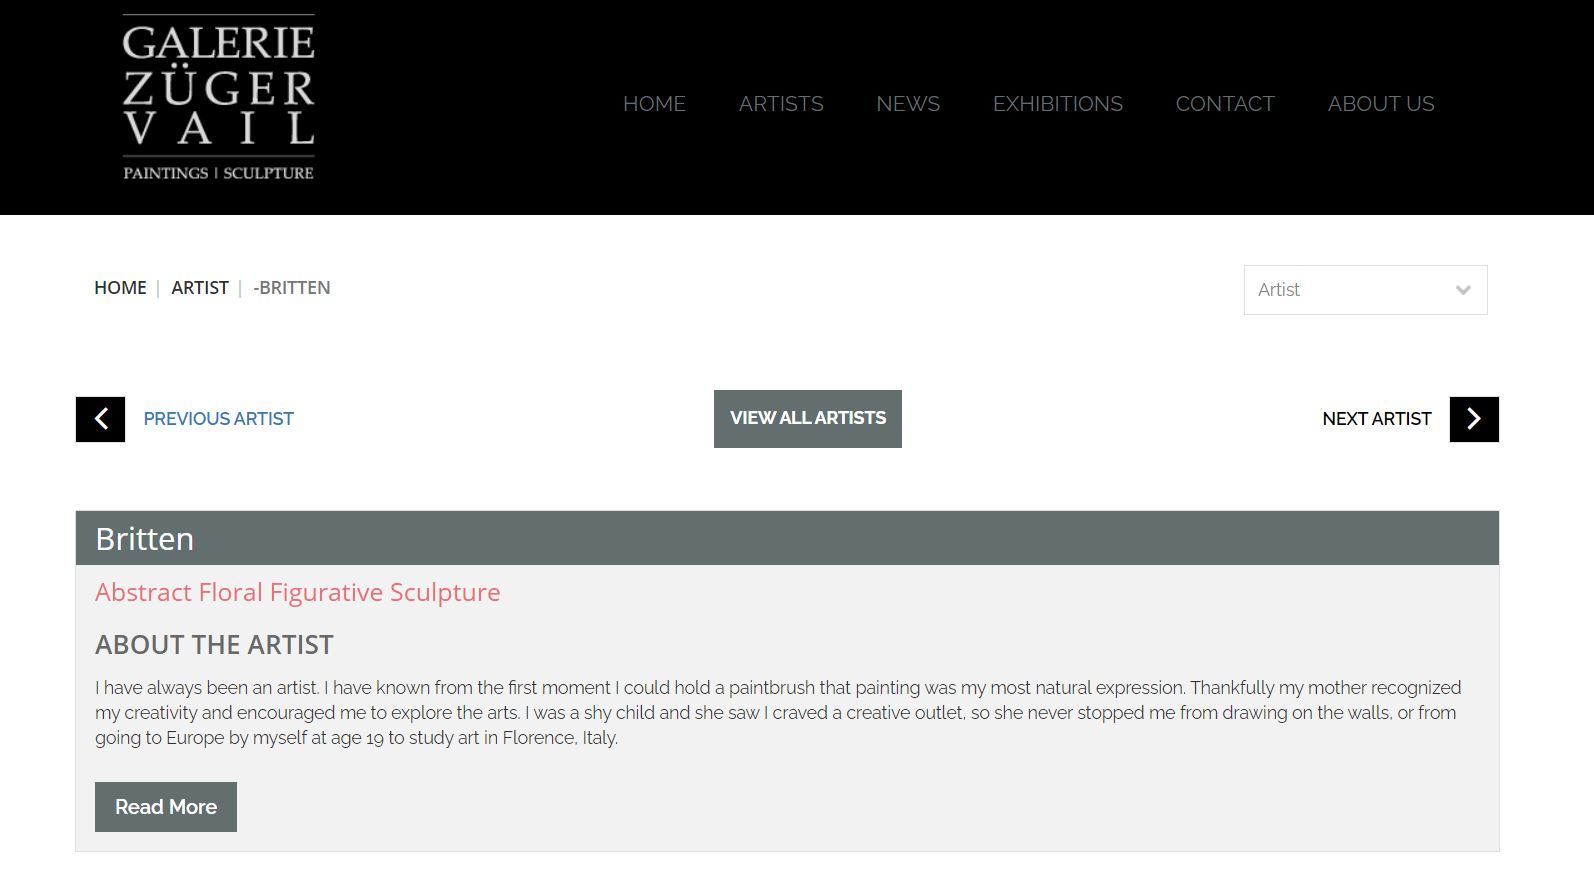 GALERIE
ZÜGER
VAIL
PAINTINGS | SCULPTURE
HOME ARTISTS NEWS EXHIBITIONS CONTACT ABOUT US
HOME | ARTIST | -BRITTEN
Artist
PREVIOUS ARTIST
VIEW ALL ARTISTS
NEXT ARTIST
Britten
Abstract Floral Figurative Sculpture
ABOUT THE ARTIST
I have always been an artist. I have known from the first moment I could hold a paintbrush that painting was my most natural expression. Thankfully my mother recognized
my creativity and encouraged me to explore the arts. I was a shy child and she saw I craved a creative outlet, so she never stopped me from drawing on the walls, or from
going to Europe by myself at age 19 to study art in Florence, Italy.
Read More